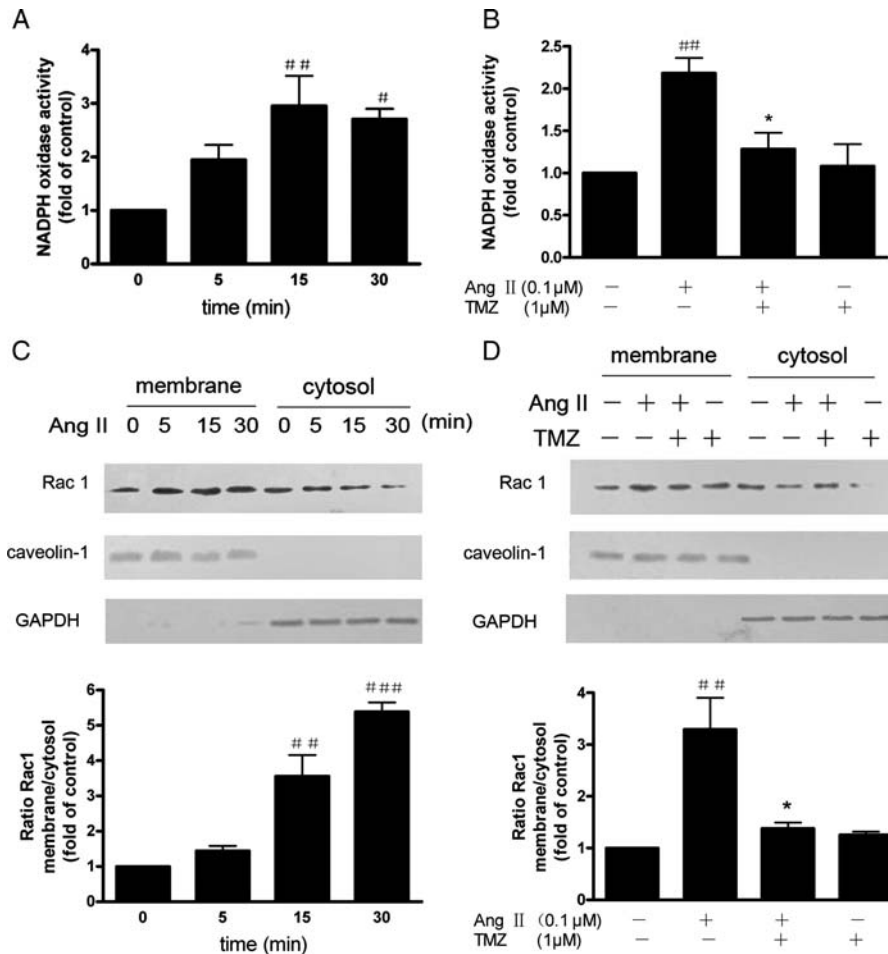 A
NADPH oxidase activity
(fold of control)
4
3
2
1
0
# #
#
0 5 15 30
time (min)
B
NADPH oxidase activity
(fold of control)
2.5
2.0
1.5
1.0
0.5
0.0
##
*
Ang II (0.1μM) − + + −
TMZ (1μM) − − + +
C
membrane cytosol
Ang II 0 5 15 30 0 5 15 30 (min)
Rac 1
caveolin-1
GAPDH
Ratio Rac1
membrane/cytosol
(fold of control)
6
5
4
3
2
1
0
# #
# # #
0 5 15 30
time (min)
D
membrane cytosol
Ang II − + + − − + + −
TMZ − − + + − − + +
Rac 1
caveolin-1
GAPDH
Ratio Rac1
membrane/cytosol
(fold of control)
4
3
2
1
0
# #
*
Ang II (0.1μM) − + + −
TMZ (1μM) − − + +